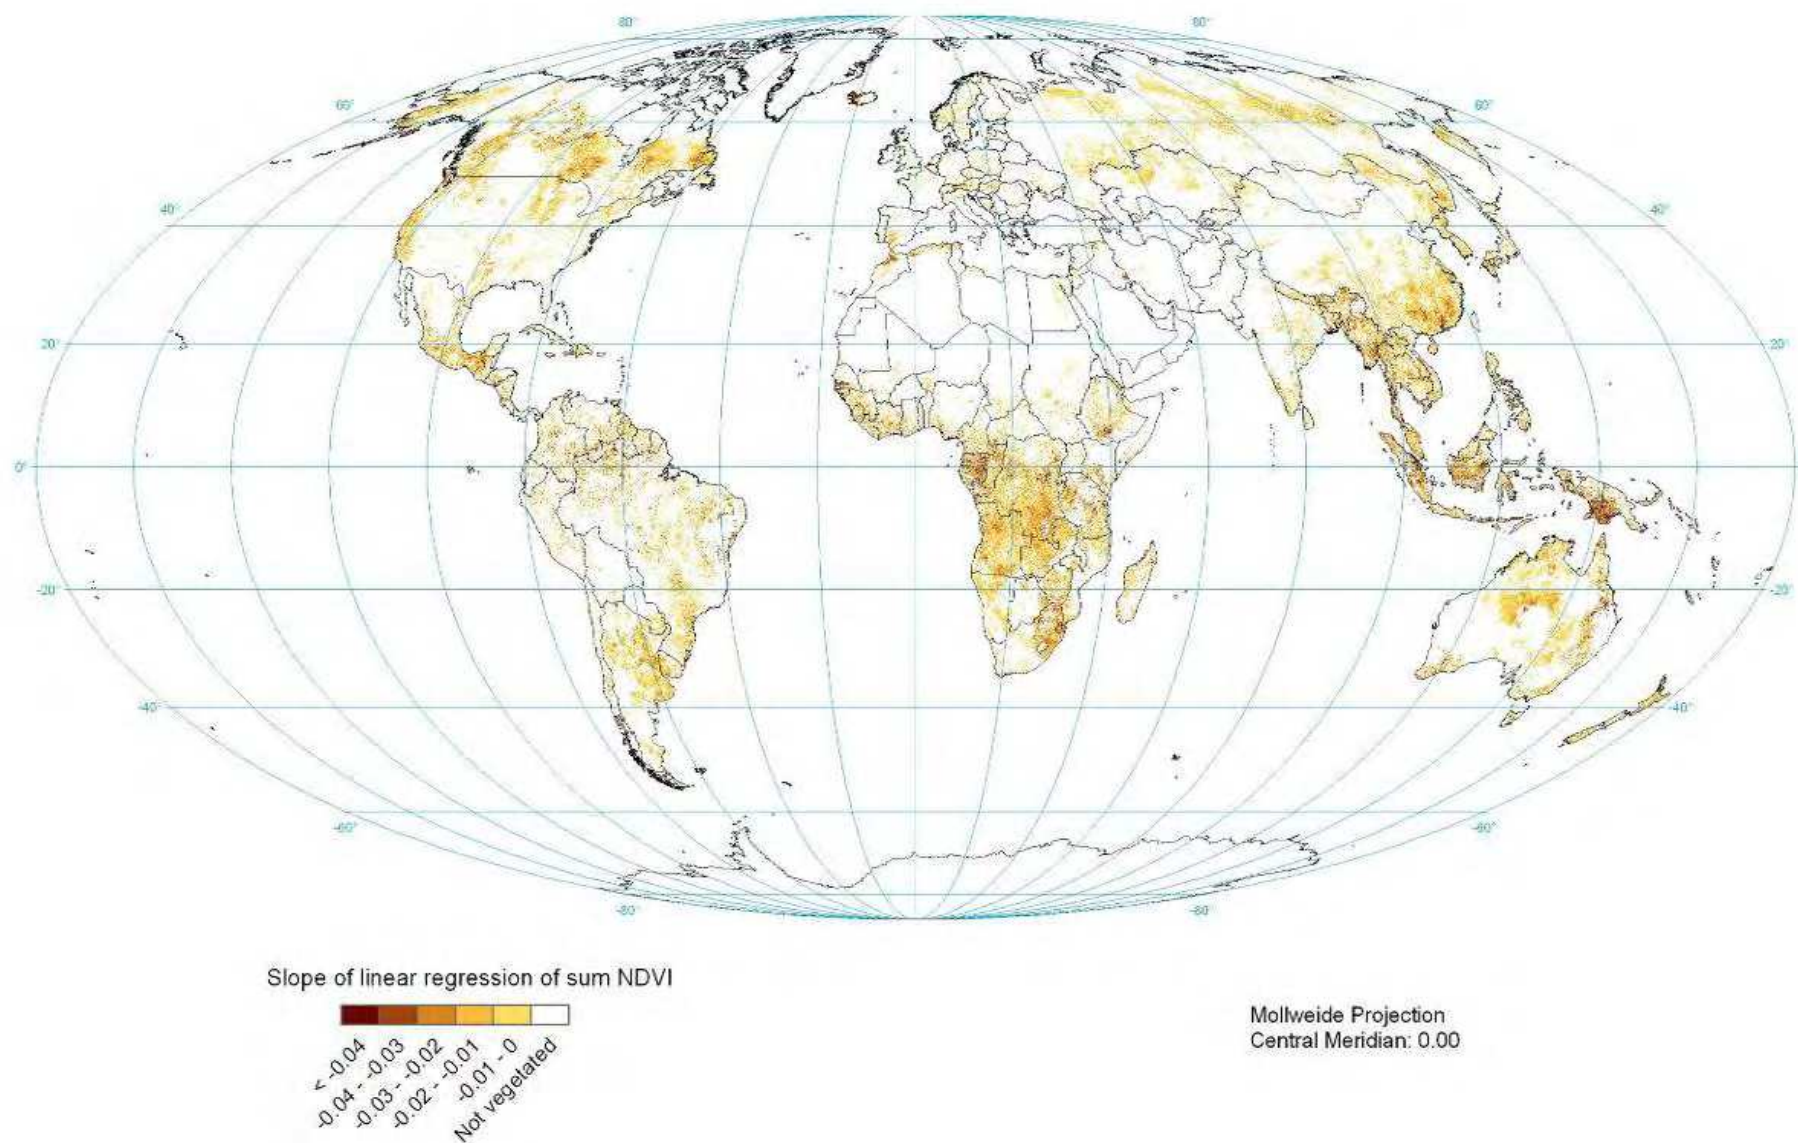 80°
80°
60°
60°
40°
40°
20°
20°
0°
0°
-20°
-20°
-40°
-40°
-60°
-60°
-80°
-80°
Slope of linear regression of sum NDVI
< -0.04
-0.04 - -0.03
-0.03 - -0.02
-0.02 - -0.01
-0.01 - 0
Not vegetated
Mollweide Projection
Central Meridian: 0.00